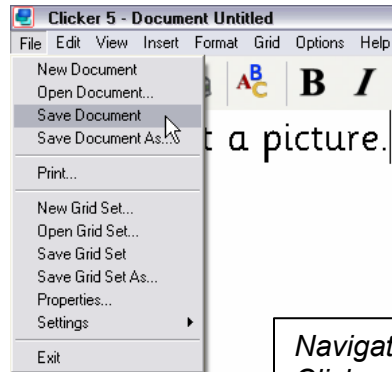 Clicker 5 - Document Untitled
File Edit View Insert Format Grid Options Help
New Document
Open Document...
Save Document
Save Document As...
Print...
New Grid Set...
Open Grid Set...
Save Grid Set
Save Grid Set As...
Properties...
Settings
Exit
A B C B I
t a picture.